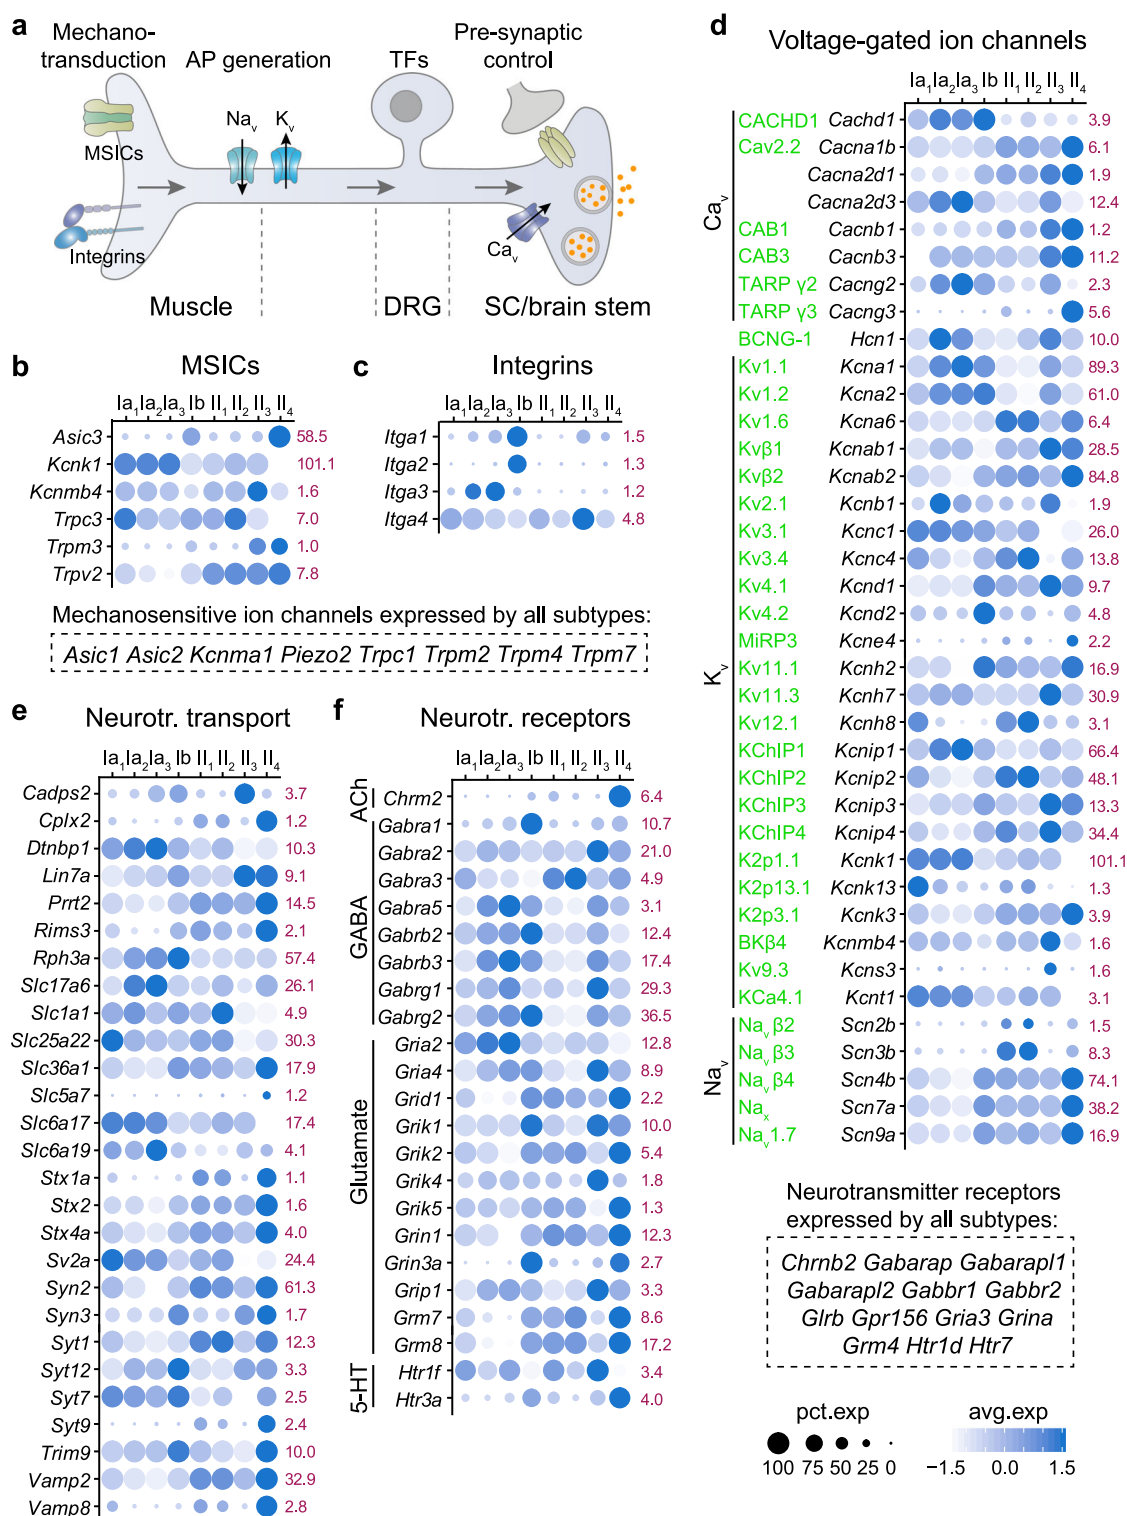 a
Mechano-
transduction
AP generation
TFs
Pre-synaptic
control
MSICs
Na_v
K_v
Integrins
Ca_v
Muscle
DRG
SC/brain stem
b
MSICs
Ia1 Ia2 Ia3 Ib II1 II2 II3 II4
Asic3 58.5
Kcnk1 101.1
Kcnmb4 1.6
Trpc3 7.0
Trpm3 1.0
Trpv2 7.8
c
Integrins
Ia1 Ia2 Ia3 Ib II1 II2 II3 II4
Itga1 1.5
Itga2 1.3
Itga3 1.2
Itga4 4.8
Mechanosensitive ion channels expressed by all subtypes:
Asic1 Asic2 Kcnma1 Piezo2 Trpc1 Trpm2 Trpm4 Trpm7
d
Voltage-gated ion channels
Ia1 Ia2 Ia3 Ib II1 II2 II3 II4
Ca_v
CACHD1 Cachd1 3.9
Cav2.2 Cacna1b 6.1
Cacna2d1 1.9
Cacna2d3 12.4
CAB1 Cacnb1 1.2
CAB3 Cacnb3 11.2
TARP γ2 Cacng2 2.3
TARP γ3 Cacng3 5.6
BCNG-1 Hcn1 10.0
K_v
Kv1.1 Kcna1 89.3
Kv1.2 Kcna2 61.0
Kv1.6 Kcna6 6.4
Kvβ1 Kcnab1 28.5
Kvβ2 Kcnab2 84.8
Kv2.1 Kcnb1 1.9
Kv3.1 Kcnc1 26.0
Kv3.4 Kcnc4 13.8
Kv4.1 Kcnd1 9.7
Kv4.2 Kcnd2 4.8
MiRP3 Kcne4 2.2
Kv11.1 Kcnh2 16.9
Kv11.3 Kcnh7 30.9
Kv12.1 Kcnh8 3.1
KChIP1 Kcnip1 66.4
KChIP2 Kcnip2 48.1
KChIP3 Kcnip3 13.3
KChIP4 Kcnip4 34.4
K2p1.1 Kcnk1 101.1
K2p13.1 Kcnk13 1.3
K2p3.1 Kcnk3 3.9
BKβ4 Kcnmb4 1.6
Kv9.3 Kcns3 1.6
KCa4.1 Kcnt1 3.1
Na_v
Na_v β2 Scn2b 1.5
Na_v β3 Scn3b 8.3
Na_v β4 Scn4b 74.1
Na_x Scn7a 38.2
Na_v1.7 Scn9a 16.9
e
Neurotr. transport
Ia1 Ia2 Ia3 Ib II1 II2 II3 II4
Cadps2 3.7
Cplx2 1.2
Dtnbp1 10.3
Lin7a 9.1
Prrt2 14.5
Rims3 2.1
Rph3a 57.4
Slc17a6 26.1
Slc1a1 4.9
Slc25a22 30.3
Slc36a1 17.9
Slc5a7 1.2
Slc6a17 17.4
Slc6a19 4.1
Stx1a 1.1
Stx2 1.6
Stx4a 4.0
Sv2a 24.4
Syn2 61.3
Syn3 1.7
Syt1 12.3
Syt12 3.3
Syt7 2.5
Syt9 2.4
Trim9 10.0
Vamp2 32.9
Vamp8 2.8
f
Neurotr. receptors
Ia1 Ia2 Ia3 Ib II1 II2 II3 II4
ACh
Chrm2 6.4
GABA
Gabra1 10.7
Gabra2 21.0
Gabra3 4.9
Gabra5 3.1
Gabrb2 12.4
Gabrb3 17.4
Gabrg1 29.3
Gabrg2 36.5
Glutamate
Gria2 12.8
Gria4 8.9
Grid1 2.2
Grik1 10.0
Grik2 5.4
Grik4 1.8
Grik5 1.3
Grin1 12.3
Grin3a 2.7
Grip1 3.3
Grm7 8.6
Grm8 17.2
5-HT
Htr1f 3.4
Htr3a 4.0
Neurotransmitter receptors
expressed by all subtypes:
Chrnb2 Gabarap Gabarapl1
Gabarapl2 Gabbr1 Gabbr2
Glrb Gpr156 Gria3 Grina
Grm4 Htr1d Htr7
pct.exp
100 75 50 25 0
avg.exp
−1.5 0.0 1.5